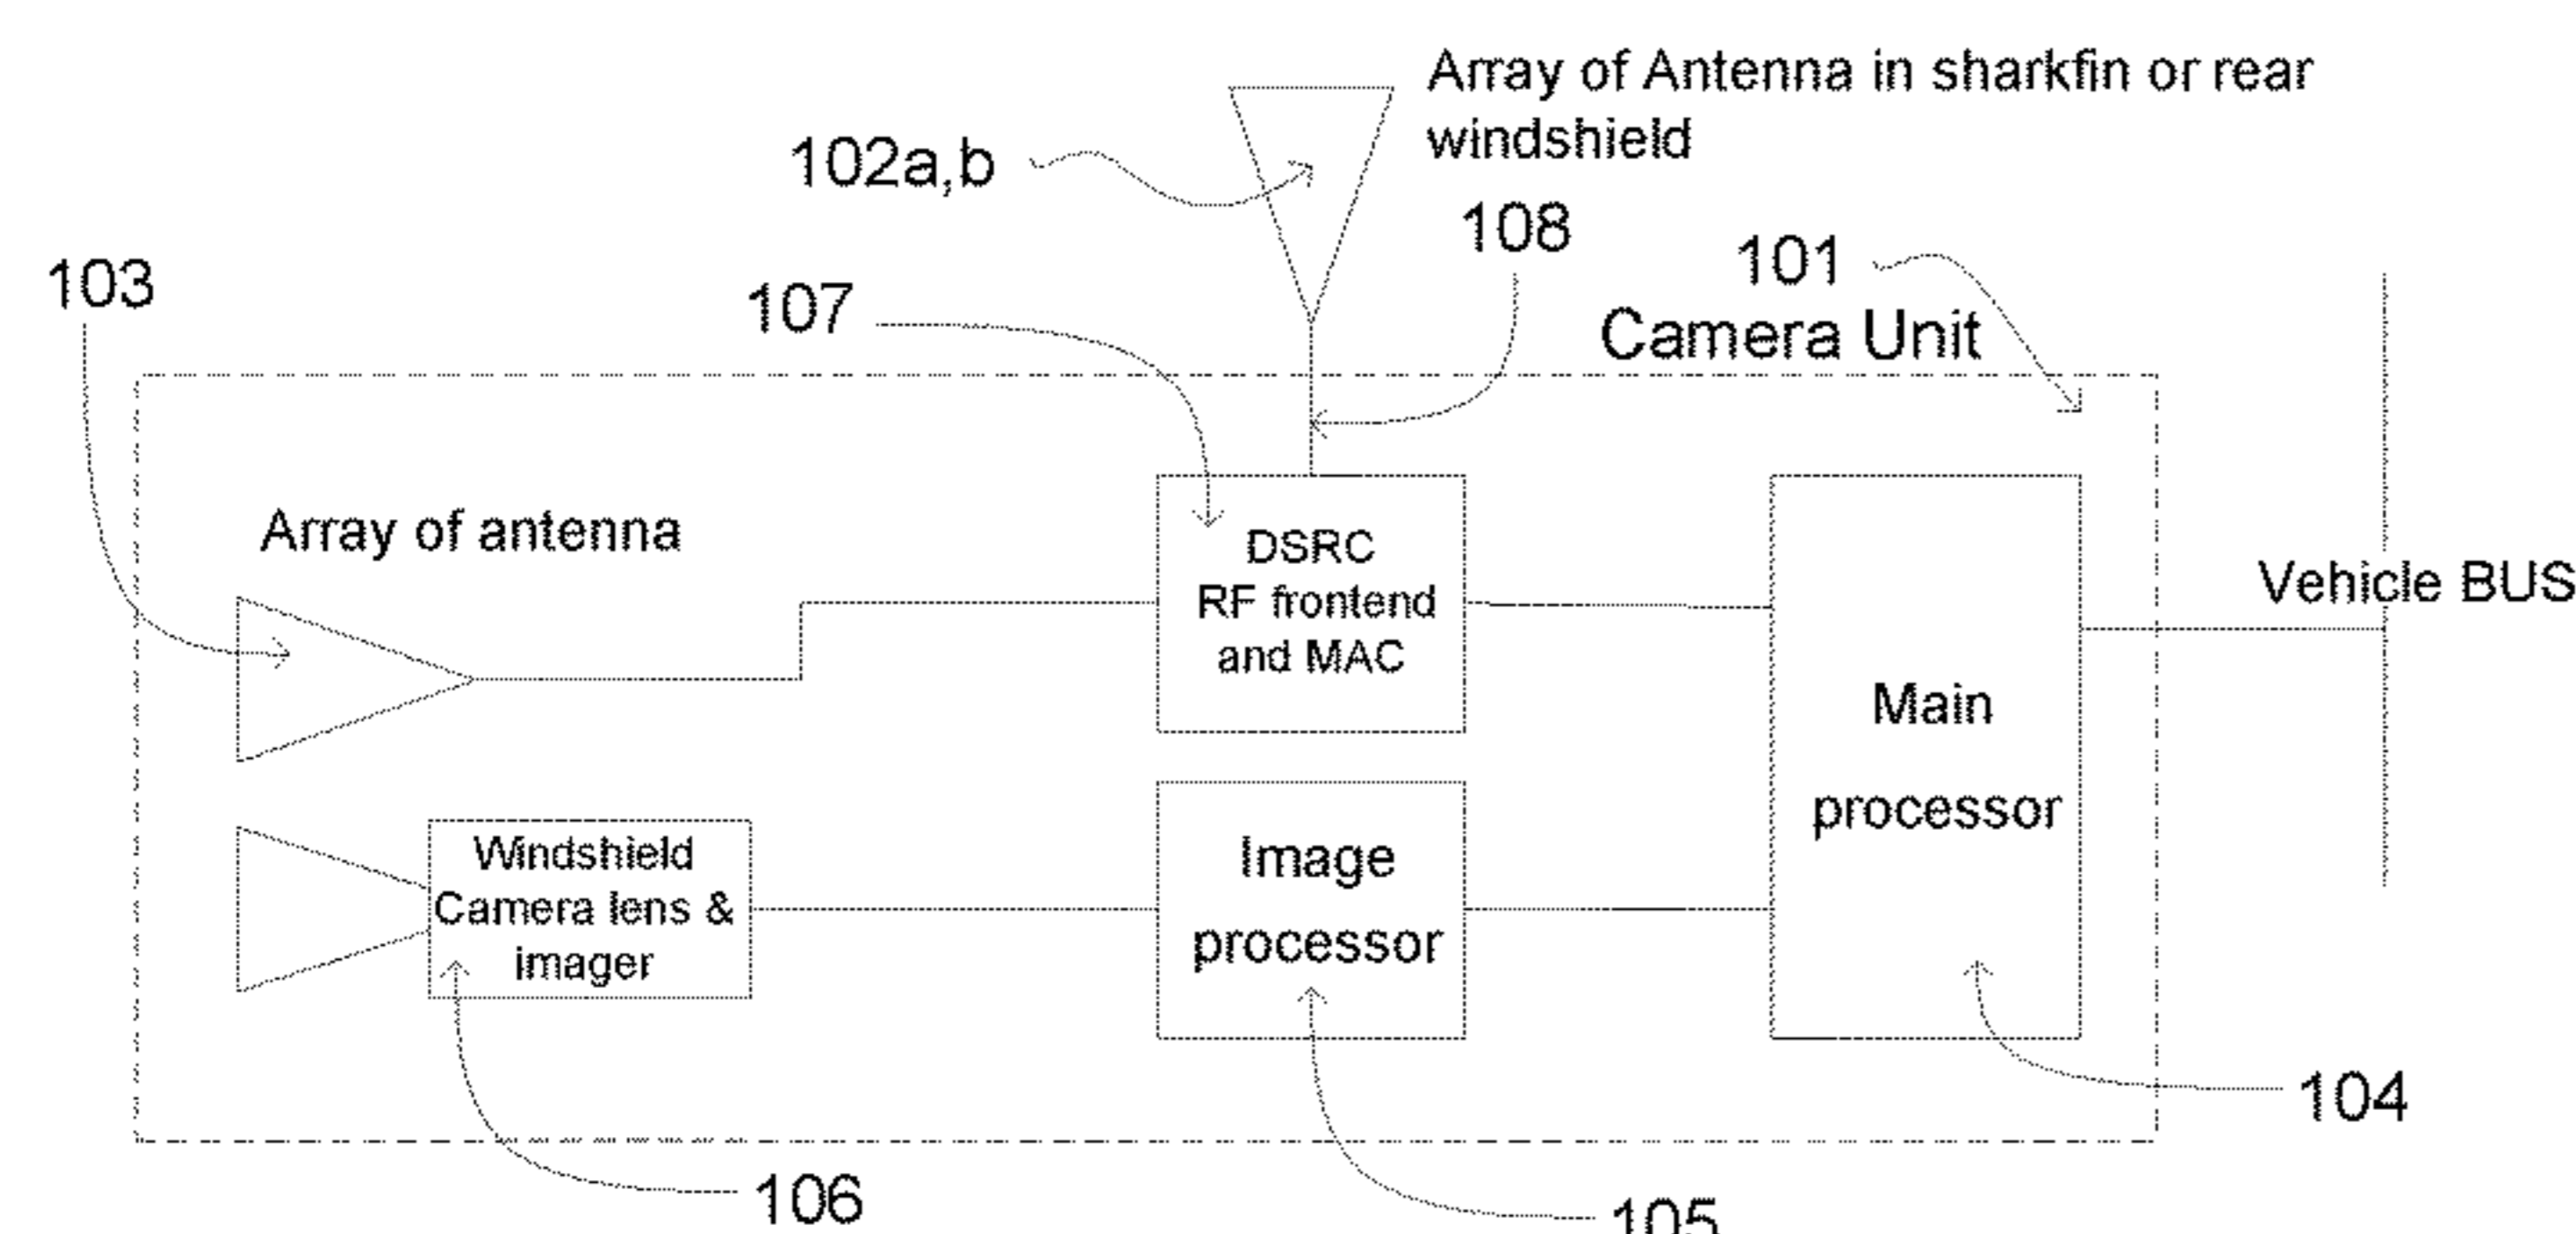 Array of Antenna in sharkfin or rear
windshield
102a,b
108
101
103
107
Camera Unit
Array of antenna
DSRC
RF frontend
and MAC
Vehicle BUS
Main
processor
Windshield
Camera lens &
imager
Image
processor
104
106
105